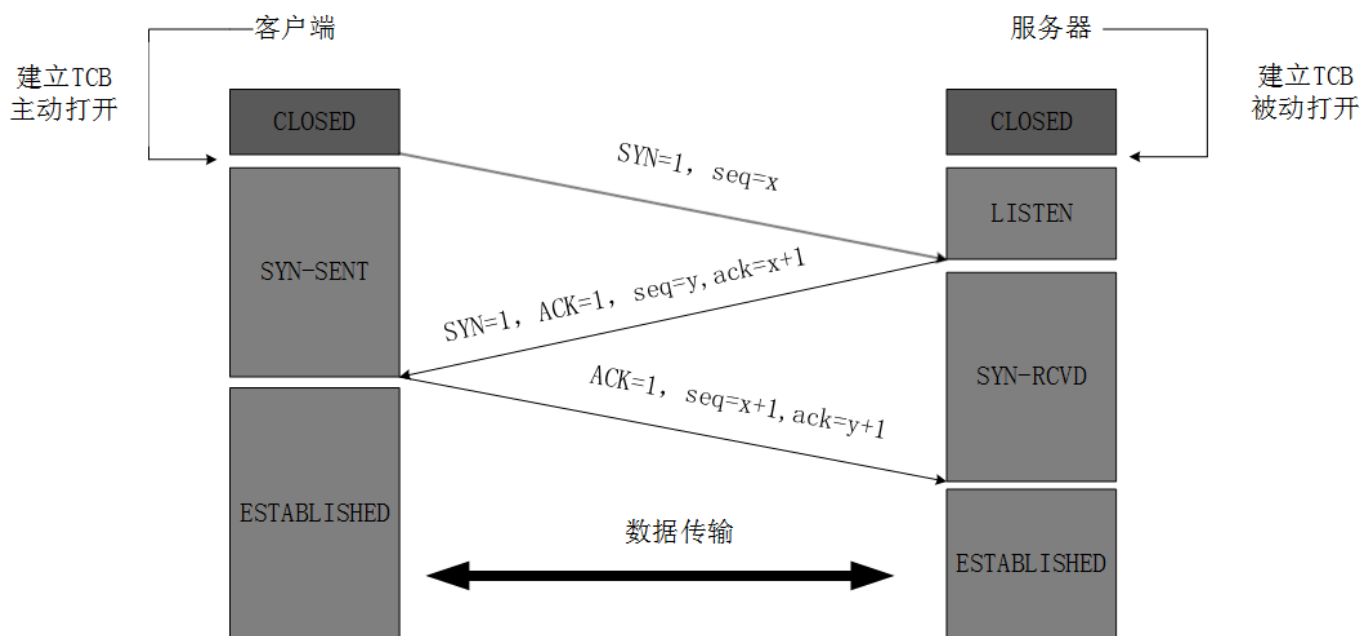 客户端
服务器
建立TCB
主动打开
建立TCB
被动打开
CLOSED
CLOSED
SYN=1, seq=x
LISTEN
SYN-SENT
SYN=1, ACK=1, seq=y,ack=x+1
ACK=1, seq=x+1,ack=y+1
SYN-RCVD
ESTABLISHED
数据传输
ESTABLISHED